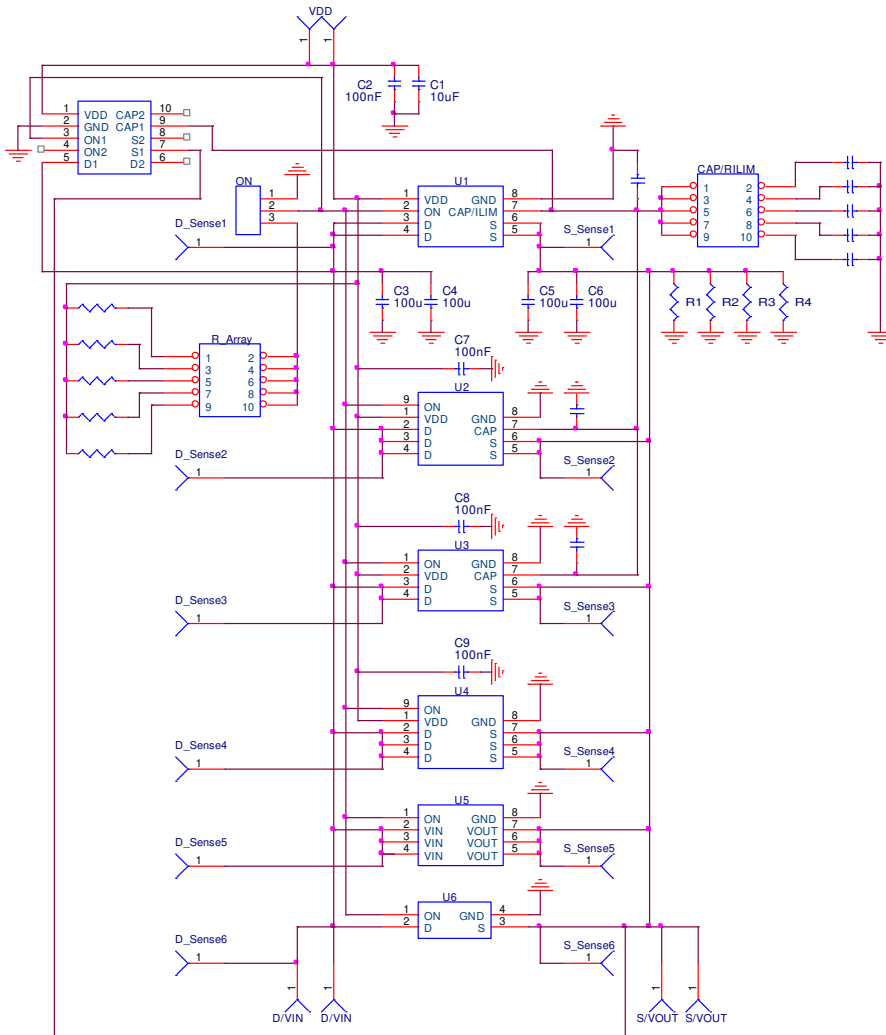 VDD
1 1
C2 C1
100nF 10uF
1 VDD CAP2 10
2 GND CAP1 9
3 ON1 S2 8
4 ON2 S1 7
5 D1 D2 6
ON
1
2
3
U1
1 VDD GND 8
2 ON CAP/ILIM 7
3 D S 6
4 D S 5
CAP/RILIM
1 2
3 4
5 6
7 8
9 10
D_Sense1
1
S_Sense1
1
C3 C4 C5 C6
100u 100u 100u 100u
R1 R2 R3 R4
R_Array
1 2
3 4
5 6
7 8
9 10
C7
100nF
U2
9 ON
1 VDD GND 8
2 D CAP 7
3 D S 6
4 D S 5
D_Sense2
1
S_Sense2
1
C8
100nF
U3
1 ON GND 8
2 VDD CAP 7
3 D S 6
4 D S 5
D_Sense3
1
S_Sense3
1
C9
100nF
U4
9 ON
1 VDD GND 8
2 D S 7
3 D S 6
4 D S 5
D_Sense4
1
S_Sense4
1
U5
1 ON GND 8
2 VIN VOUT 7
3 VIN VOUT 6
4 VIN VOUT 5
D_Sense5
1
S_Sense5
1
U6
1 ON GND 4
2 D S 3
D_Sense6
1
S_Sense6
1
1 1 1 1
D/VIN D/VIN S/VOUT S/VOUT